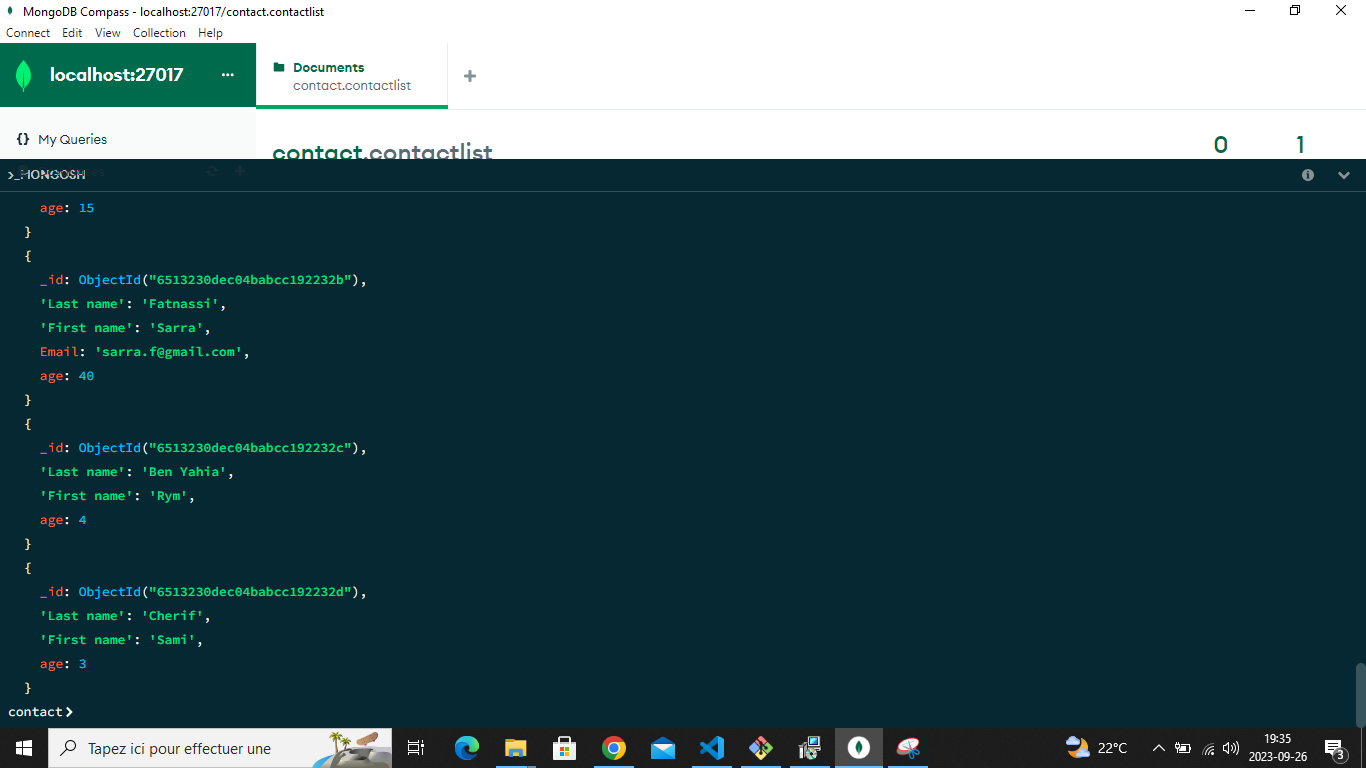 MongoDB Compass - localhost:27017/contact.contactlist
Connect Edit View Collection Help
localhost:27017 ...
Documents
contact.contactlist
{} My Queries
contact.contactlist 0 1
>_MONGOSH
age: 15
}
{
_id: ObjectId("6513230dec04babcc192232b"),
'Last name': 'Fatnassi',
'First name': 'Sarra',
Email: 'sarra.f@gmail.com',
age: 40
}
{
_id: ObjectId("6513230dec04babcc192232c"),
'Last name': 'Ben Yahia',
'First name': 'Rym',
age: 4
}
{
_id: ObjectId("6513230dec04babcc192232d"),
'Last name': 'Cherif',
'First name': 'Sami',
age: 3
}
contact>
Tapez ici pour effectuer une
22°C
19:35
2023-09-26
3